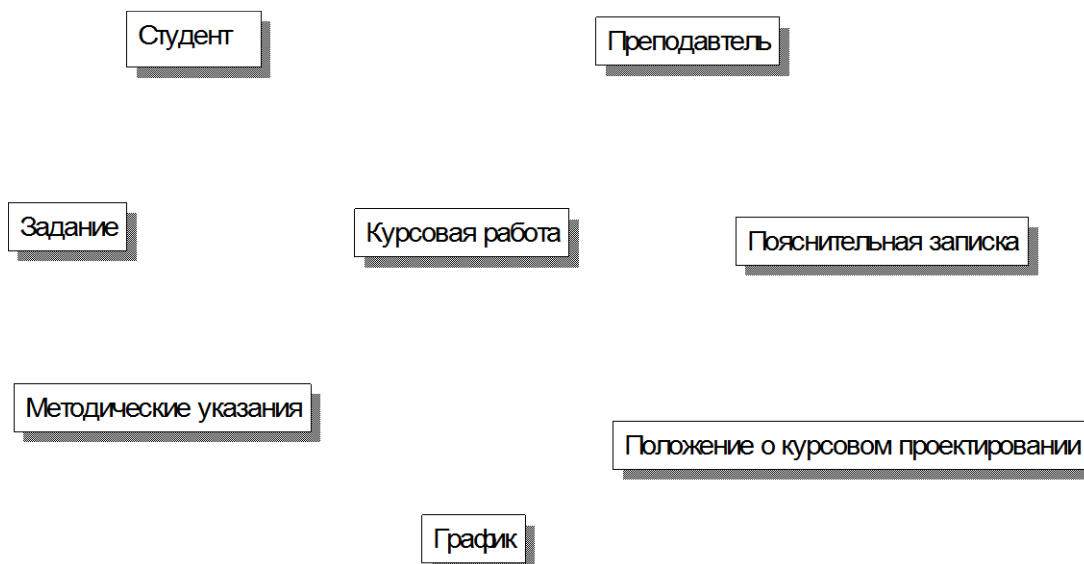 Студент
Преподавтель
Задание
Курсовая работа
Пояснительная записка
Методические указания
Положение о курсовом проектировании
График